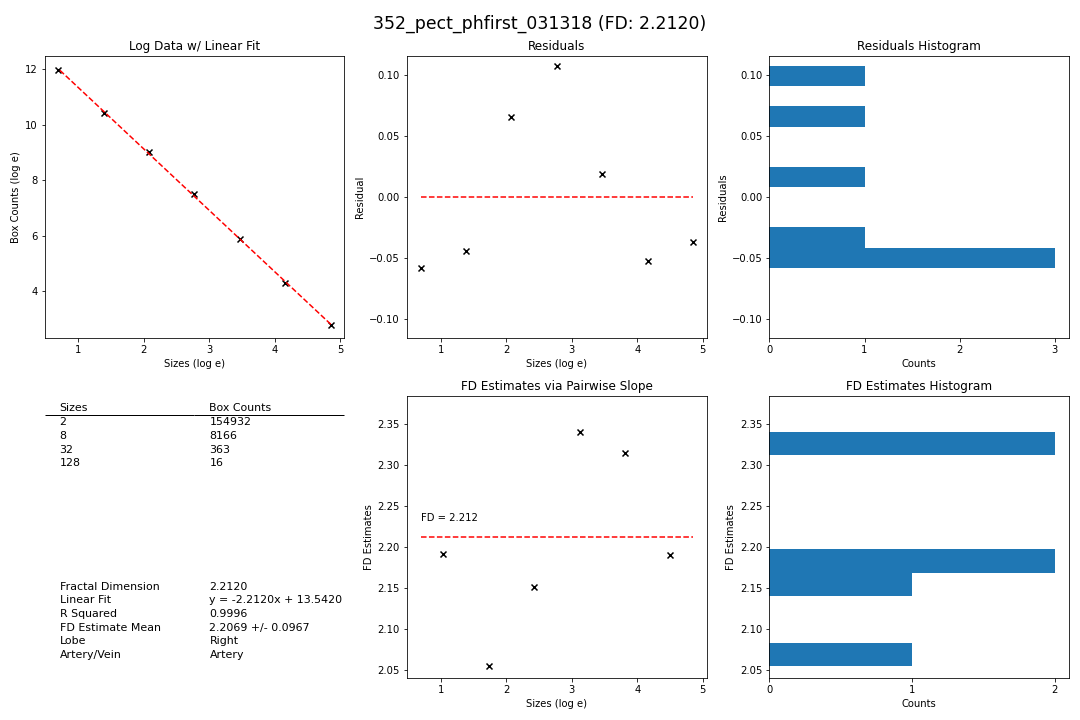 352_pect_phfirst_031318 (FD: 2.2120)
Log Data w/ Linear Fit
12
10
8
6
4
Box Counts (log e)
1 2 3 4 5
Sizes (log e)
Residuals
0.10
0.05
0.00
−0.05
−0.10
Residual
1 2 3 4 5
Sizes (log e)
Residuals Histogram
0.10
0.05
0.00
−0.05
−0.10
Residuals
0 1 2 3
Counts
Sizes Box Counts
2 154932
8 8166
32 363
128 16
Fractal Dimension 2.2120
Linear Fit y = -2.2120x + 13.5420
R Squared 0.9996
FD Estimate Mean 2.2069 +/- 0.0967
Lobe Right
Artery/Vein Artery
FD Estimates via Pairwise Slope
2.35
2.30
2.25
2.20
2.15
2.10
2.05
FD Estimates
FD = 2.212
1 2 3 4 5
Sizes (log e)
FD Estimates Histogram
2.35
2.30
2.25
2.20
2.15
2.10
2.05
FD Estimates
0 1 2
Counts